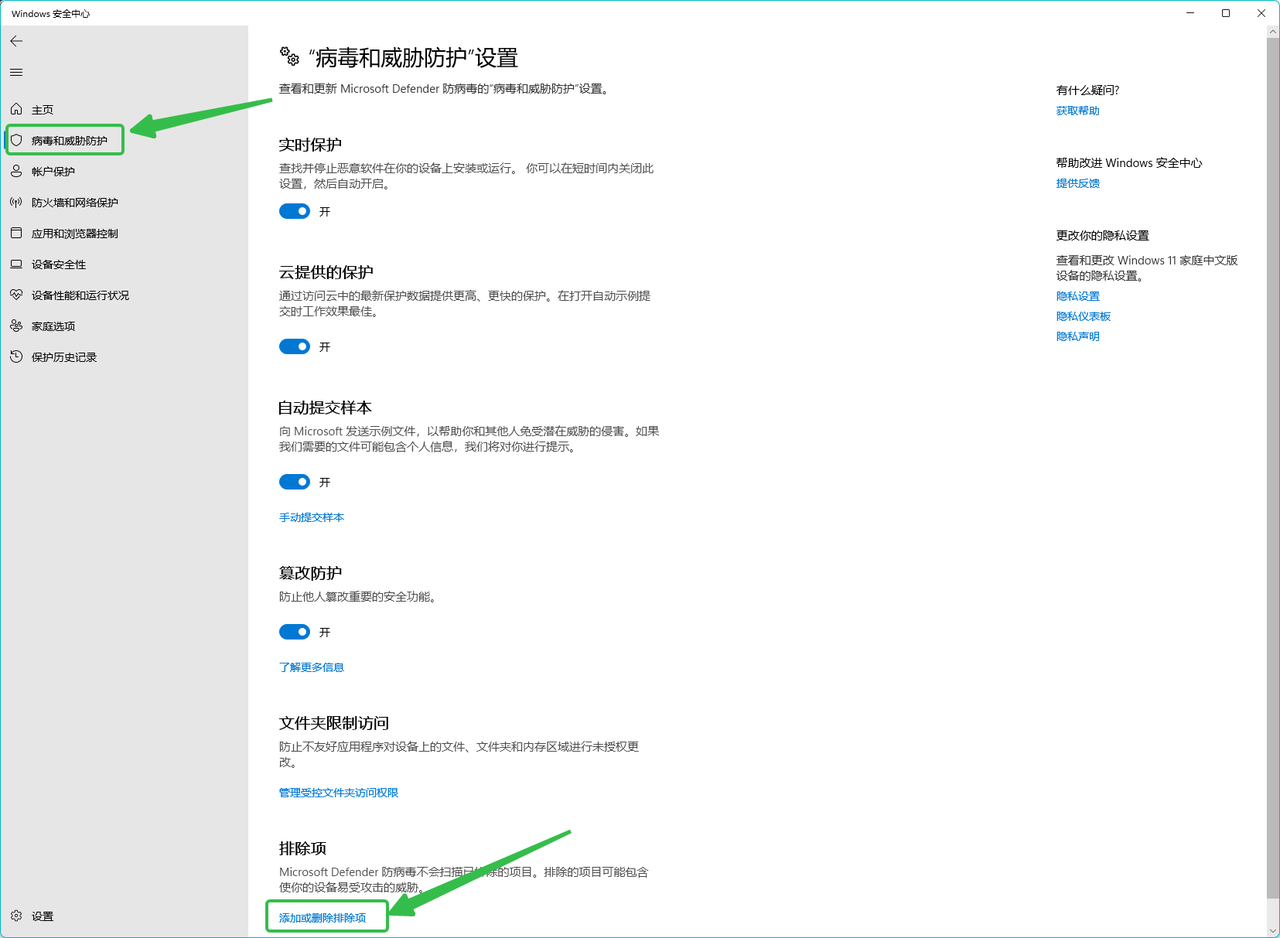 Windows 安全中心
主页
病毒和威胁防护
帐户保护
防火墙和网络保护
应用和浏览器控制
设备安全性
设备性能和运行状况
家庭选项
保护历史记录
设置
“病毒和威胁防护”设置
查看和更新 Microsoft Defender 防病毒的“病毒和威胁防护”设置。
实时保护
查找并停止恶意软件在你的设备上安装或运行。 你可以在短时间内关闭此
设置，然后自动开启。
开
云提供的保护
通过访问云中的最新保护数据提供更高、更快的保护。在打开自动示例提
交时工作效果最佳。
开
自动提交样本
向 Microsoft 发送示例文件，以帮助你和其他人免受潜在威胁的侵害。如果
我们需要的文件可能包含个人信息，我们将对你进行提示。
开
手动提交样本
篡改防护
防止他人篡改重要的安全功能。
开
了解更多信息
文件夹限制访问
防止不友好应用程序对设备上的文件、文件夹和内存区域进行未授权更
改。
管理受控文件夹访问权限
排除项
Microsoft Defender 防病毒不会扫描已排除的项目。排除的项目可能包含
使你的设备易受攻击的威胁。
添加或删除排除项
有什么疑问?
获取帮助
帮助改进 Windows 安全中心
提供反馈
更改你的隐私设置
查看和更改 Windows 11 家庭中文版
设备的隐私设置。
隐私设置
隐私仪表板
隐私声明